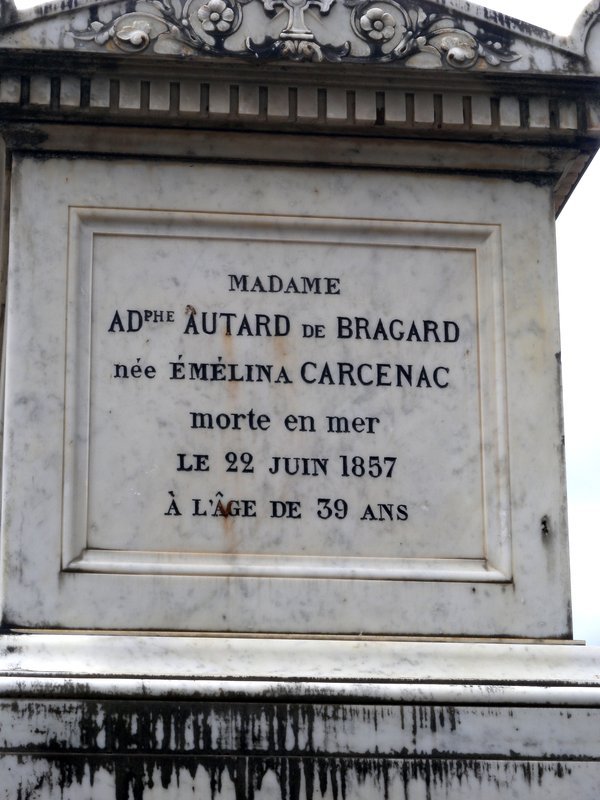 MADAME
ADPHE AUTARD DE BRAGARD
née ÉMÉLINA CARCENAC
morte en mer
LE 22 JUIN 1857
À L'ÂGE DE 39 ANS